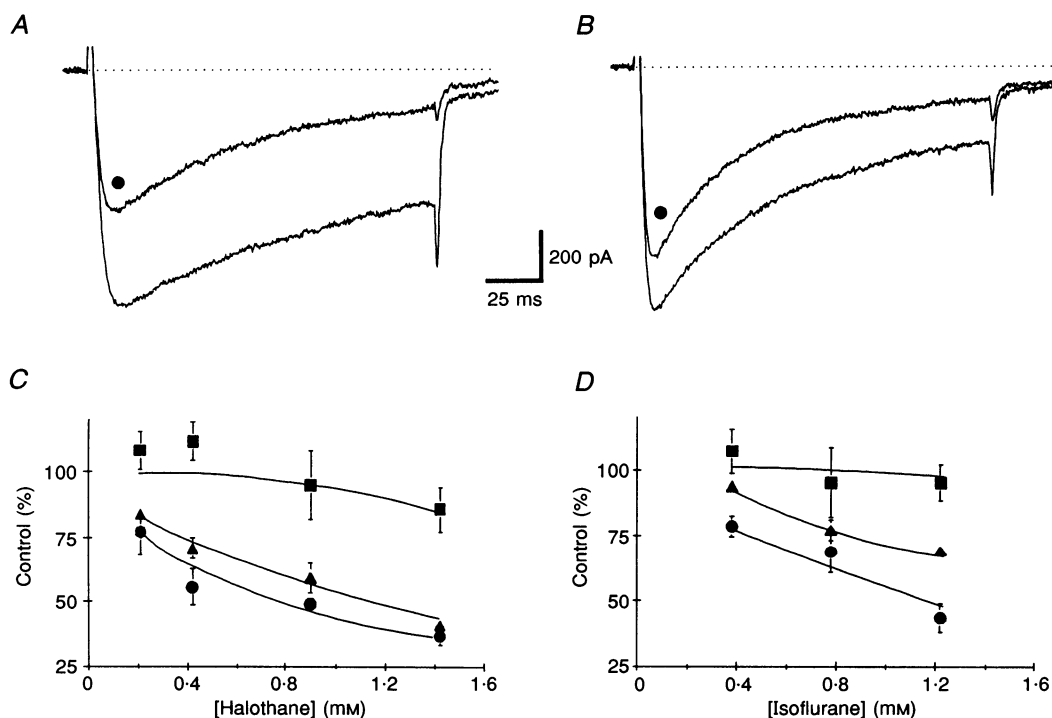 A
B
200 pA
25 ms
C
D
Control (%)
100
75
50
25
0
0·4
0·8
1·2
1·6
[Halothane] (mM)
Control (%)
100
75
50
25
0
0·4
0·8
1·2
1·6
[Isoflurane] (mM)